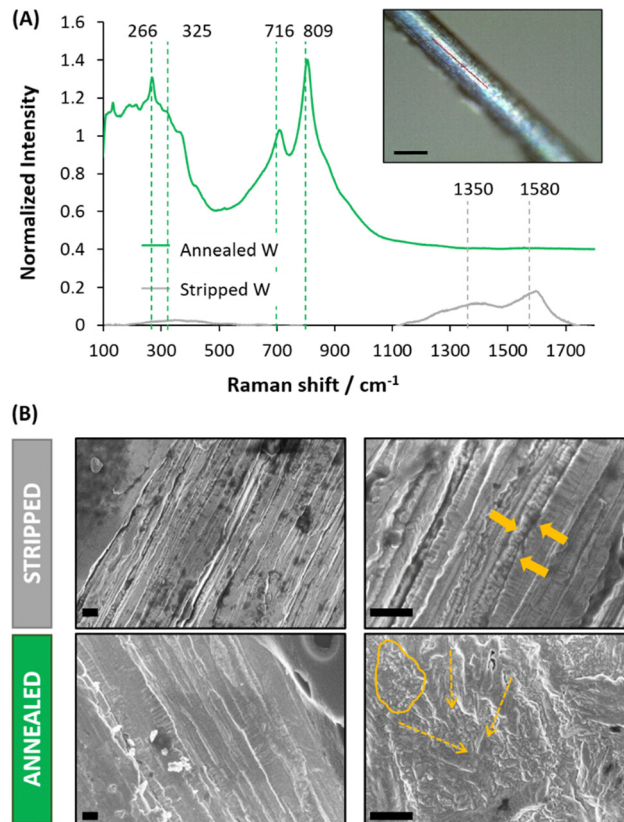 (A)
266 325 716 809
1.6
1.4
1.2
1
0.8
0.6
0.4
0.2
0
Normalized Intensity
1350 1580
Annealed W
Stripped W
100 300 500 700 900 1100 1300 1500 1700
Raman shift / cm-1
(B)
STRIPPED
ANNEALED